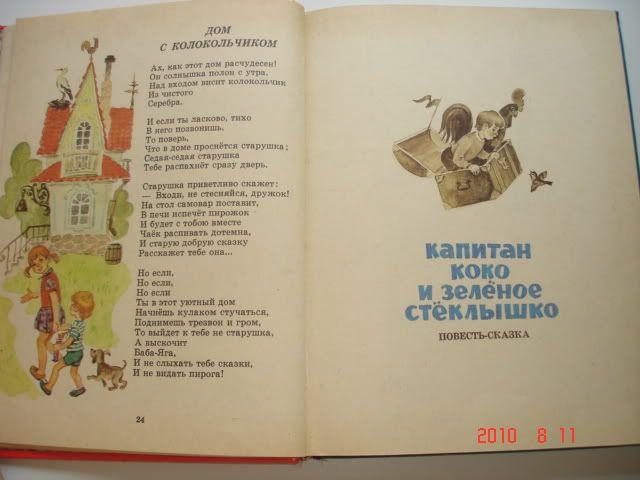 ДОМ
С КОЛОКОЛЬЧИКОМ
Ах, как этот дом расчудесен!
Он солнышка полон с утра,
Над входом висит колокольчик
Из чистого
Серебра.
И если ты ласково, тихо
В него позвонишь,
То поверь,
Что в доме проснётся старушка;
Седая-седая старушка
Тебе распахнёт сразу дверь.
Старушка приветливо скажет:
— Входи, не стесняйся, дружок!
На стол самовар поставит,
В печи испечёт пирожок
И будет с тобою вместе
Чаёк распивать дотемна,
И старую добрую сказку
Расскажет тебе она...
Но если,
Но если,
Но если
Ты в этот уютный дом
Начнёшь кулаком стучаться,
Поднимешь трезвон и гром,
То выйдет к тебе не старушка,
А выскочит
Баба-Яга,
И не слыхать тебе сказки,
И не видать пирога!
24
КАПИТАН
КОКО
И ЗЕЛЁНОЕ
СТЁКЛЫШКО
ПОВЕСТЬ-СКАЗКА
2010 8 11